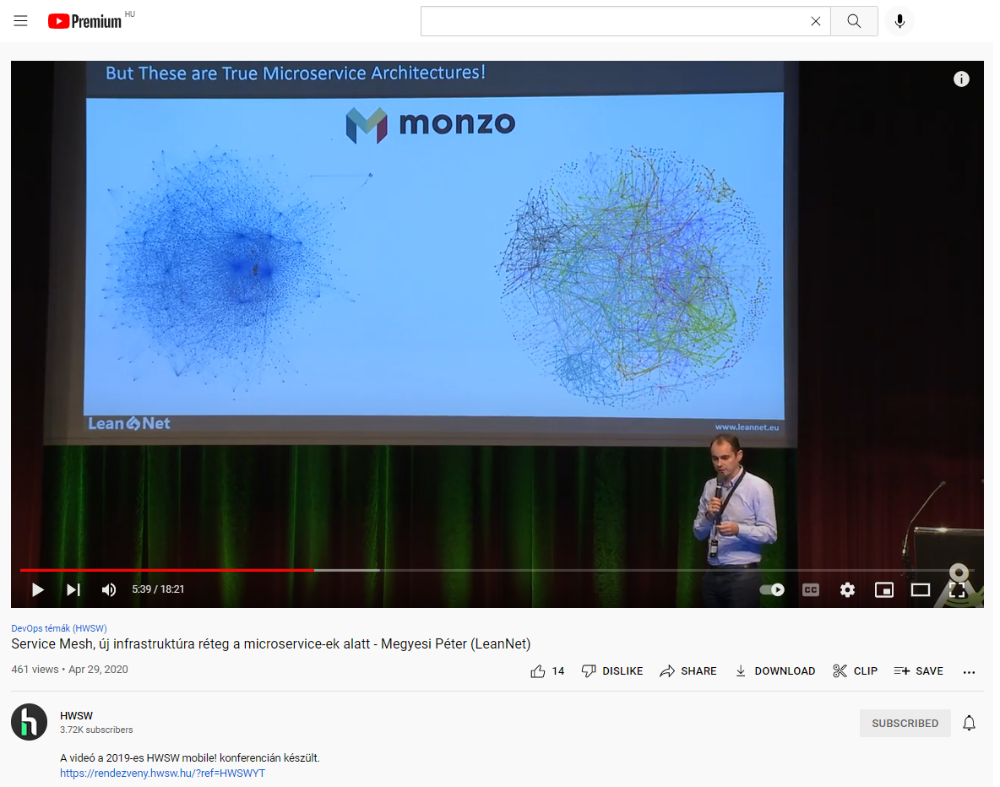 Premium HU
But These are True Microservice Architectures!
monzo
Lean Net
www.leannet.eu
5:39 / 18:21
CC
DevOps témák (HWSW)
Service Mesh, új infrastruktúra réteg a microservice-ek alatt - Megyesi Péter (LeanNet)
461 views • Apr 29, 2020
14 DISLIKE SHARE DOWNLOAD CLIP SAVE
HWSW
3.72K subscribers
SUBSCRIBED
A videó a 2019-es HWSW mobile! konferencián készült.
https://rendezveny.hwsw.hu/?ref=HWSWYT